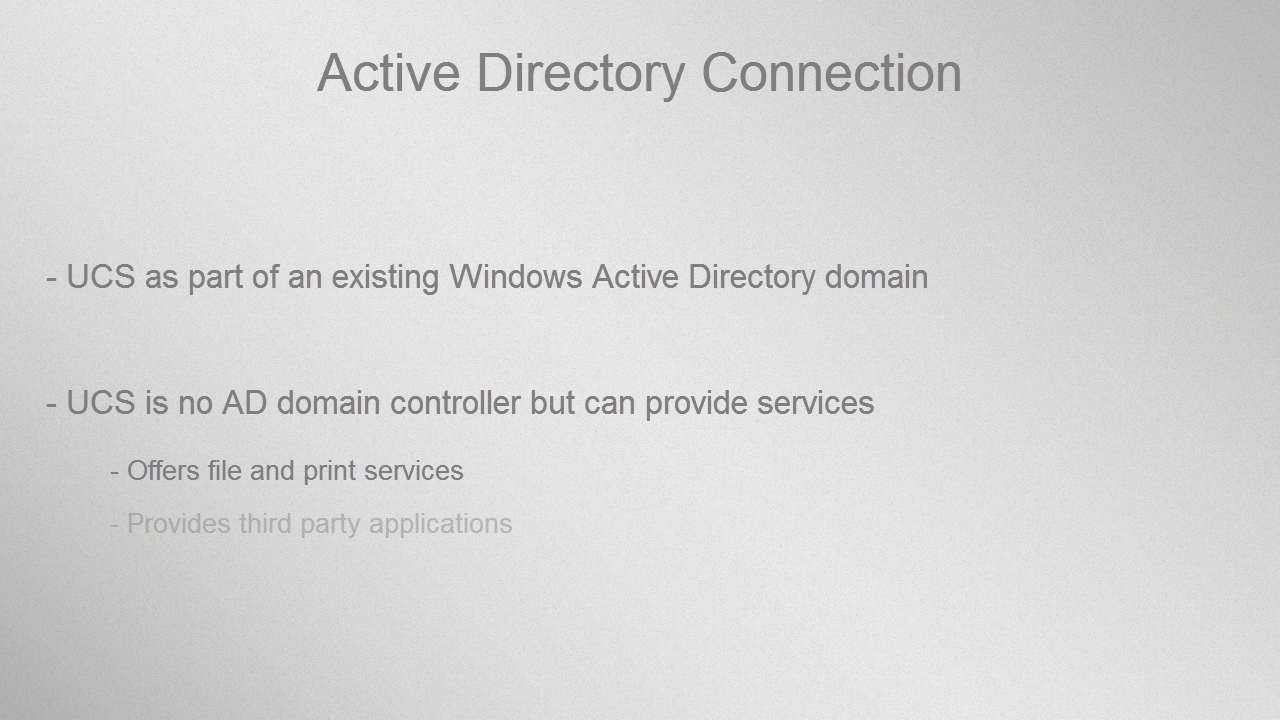 Active Directory Connection
- UCS as part of an existing Windows Active Directory domain
- UCS is no AD domain controller but can provide services
- Offers file and print services
- Provides third party applications